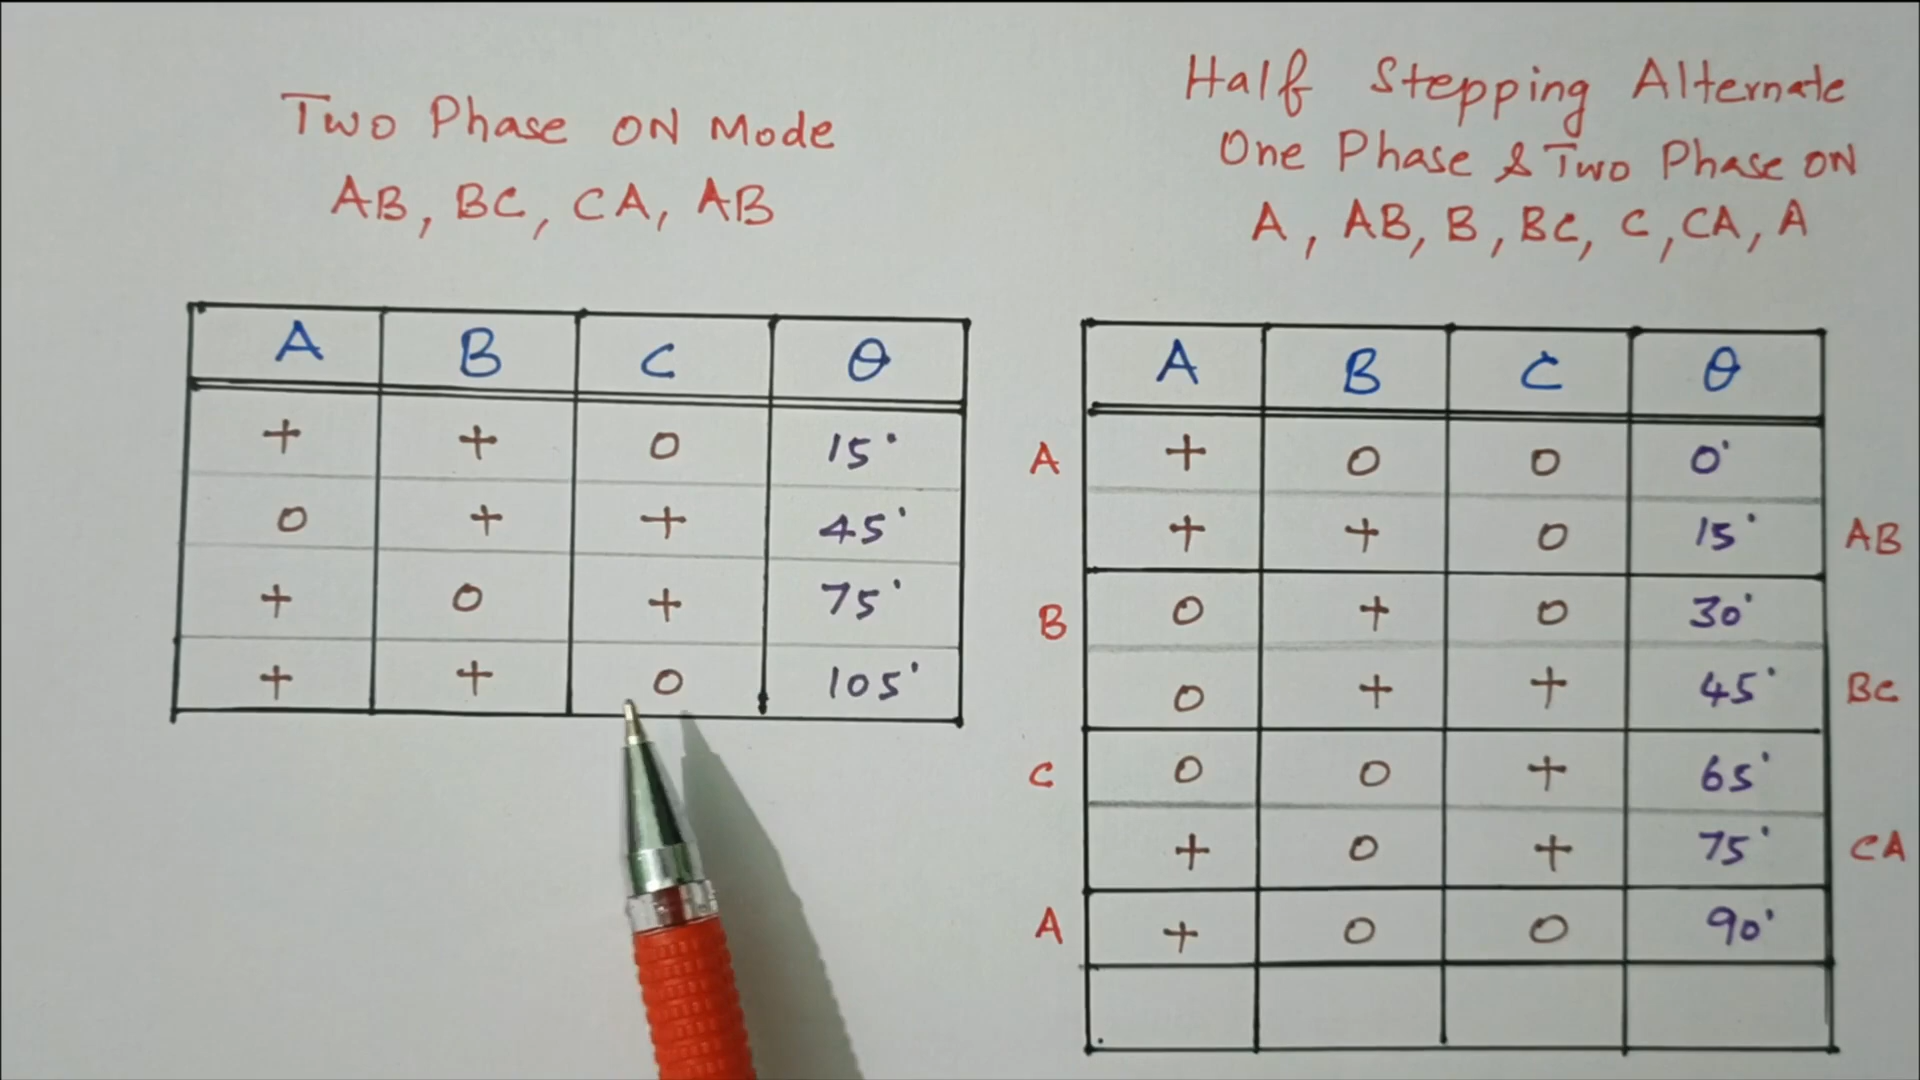 Two Phase ON Mode
AB, BC, CA, AB
A B C θ
+ + 0 15°
0 + + 45°
+ 0 + 75°
+ + 0 105°
Half Stepping Alternate
One Phase & Two Phase ON
A, AB, B, BC, C, CA, A
A B C θ
A + 0 0 0°
+ + 0 15° AB
B 0 + 0 30°
0 + + 45° BC
C 0 0 + 65°
+ 0 + 75° CA
A + 0 0 90°